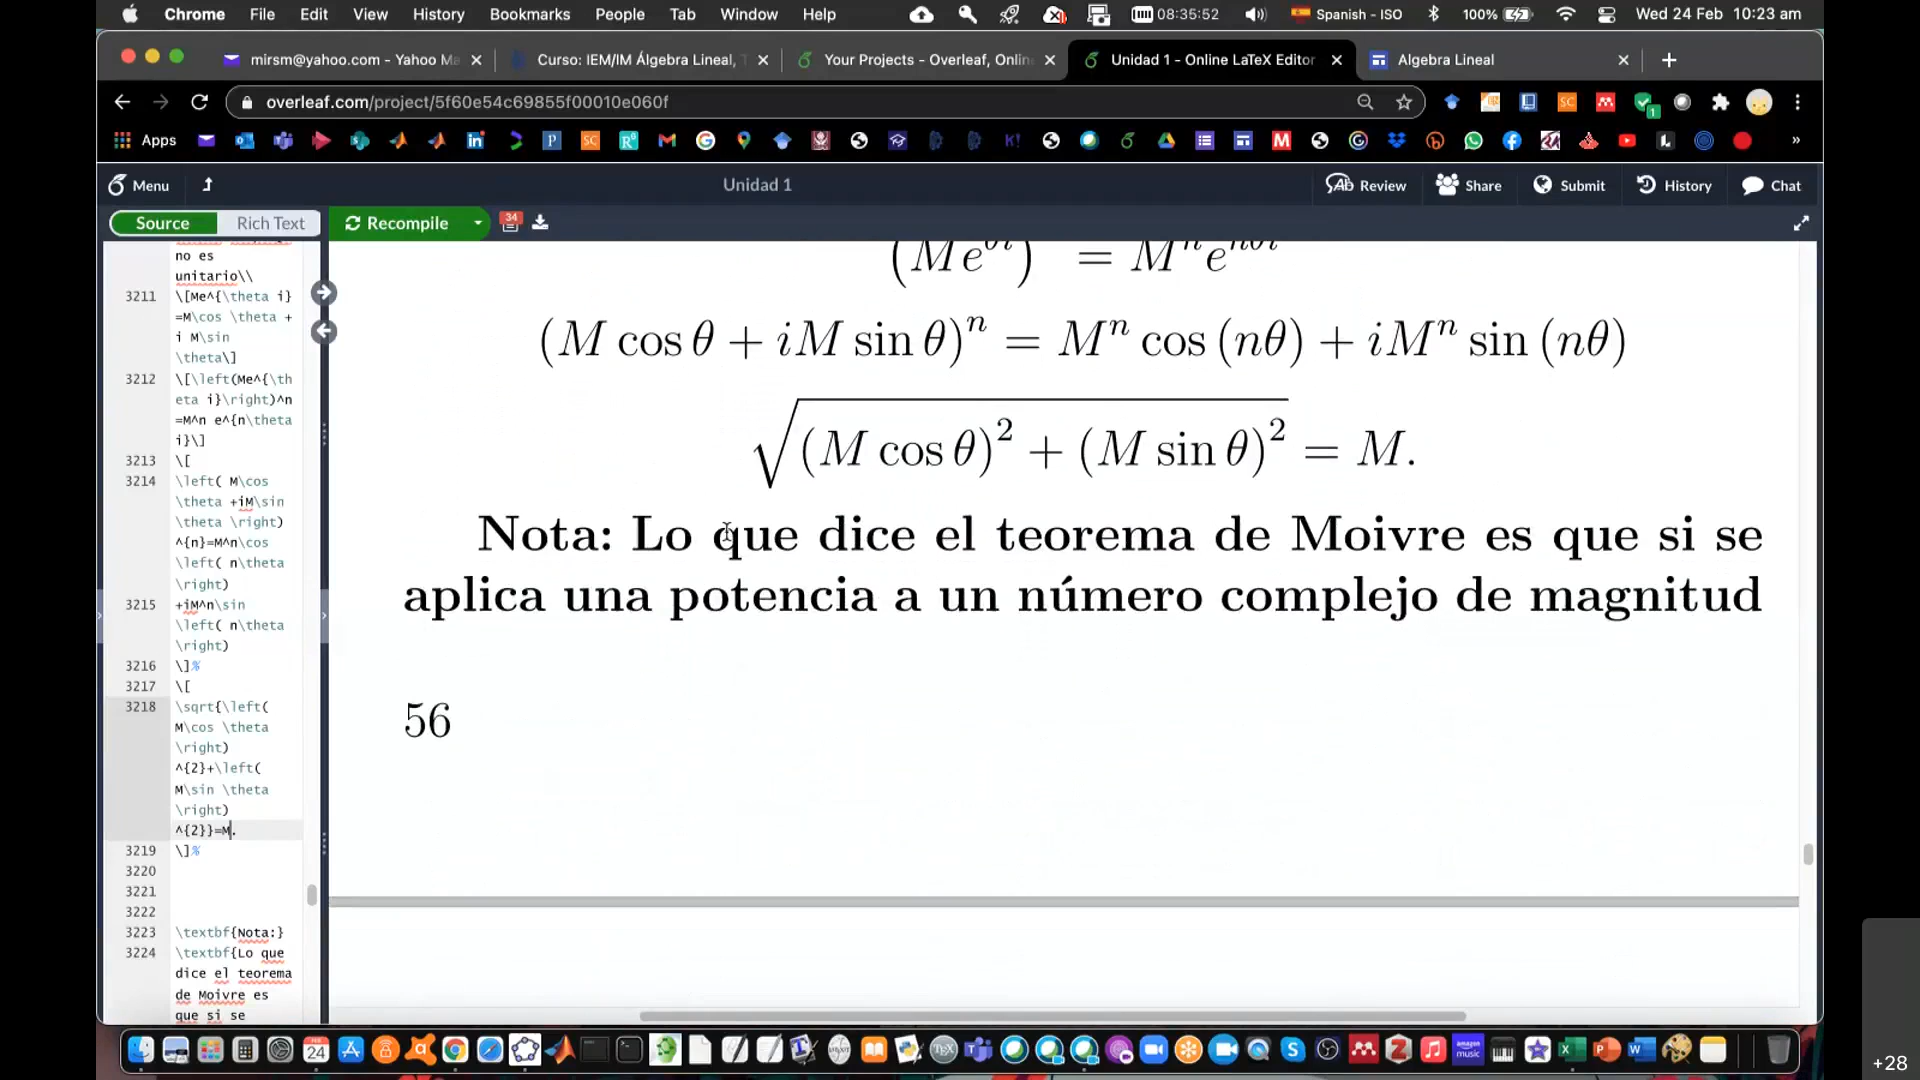 Chrome File Edit View History Bookmarks People Tab Window Help 08:35:52 Spanish - ISO 100% Wed 24 Feb 10:23 am
mirsm@yahoo.com - Yahoo Ma Curso: IEM/IM Álgebra Lineal, T Your Projects - Overleaf, Onlin Unidad 1 - Online LaTeX Editor Algebra Lineal
overleaf.com/project/5f60e54c69855f00010e060f
Apps
Menu Unidad 1 Review Share Submit History Chat
Source Rich Text Recompile 34
no es
unitario\\
3211 \[Me^{\theta i}
=M\cos \theta +
i M\sin
\theta\]
3212 \[\left(Me^{\th
eta i}\right)^n
=M^n e^{n\theta
i}\]
3213 \[
3214 \left( M\cos
\theta +iM\sin
\theta \right)
^{n}=M^n\cos
\left( n\theta
\right)
3215 +iM^n\sin
\left( n\theta
\right)
3216 \]%
3217 \[
3218 \sqrt{\left(
M\cos \theta
\right)
^{2}+\left(
M\sin \theta
\right)
^{2}}=M.
3219 \]%
3220
3221
3222
3223 \textbf{Nota:}
3224 \textbf{Lo que
dice el teorema
de Moivre es
que si se
(Me^{θi}) = M^n e^{nθi}
(M cos θ + iM sin θ)^n = M^n cos (nθ) + iM^n sin (nθ)
√((M cos θ)^2 + (M sin θ)^2) = M.
Nota: Lo que dice el teorema de Moivre es que si se
aplica una potencia a un número complejo de magnitud
56
+28